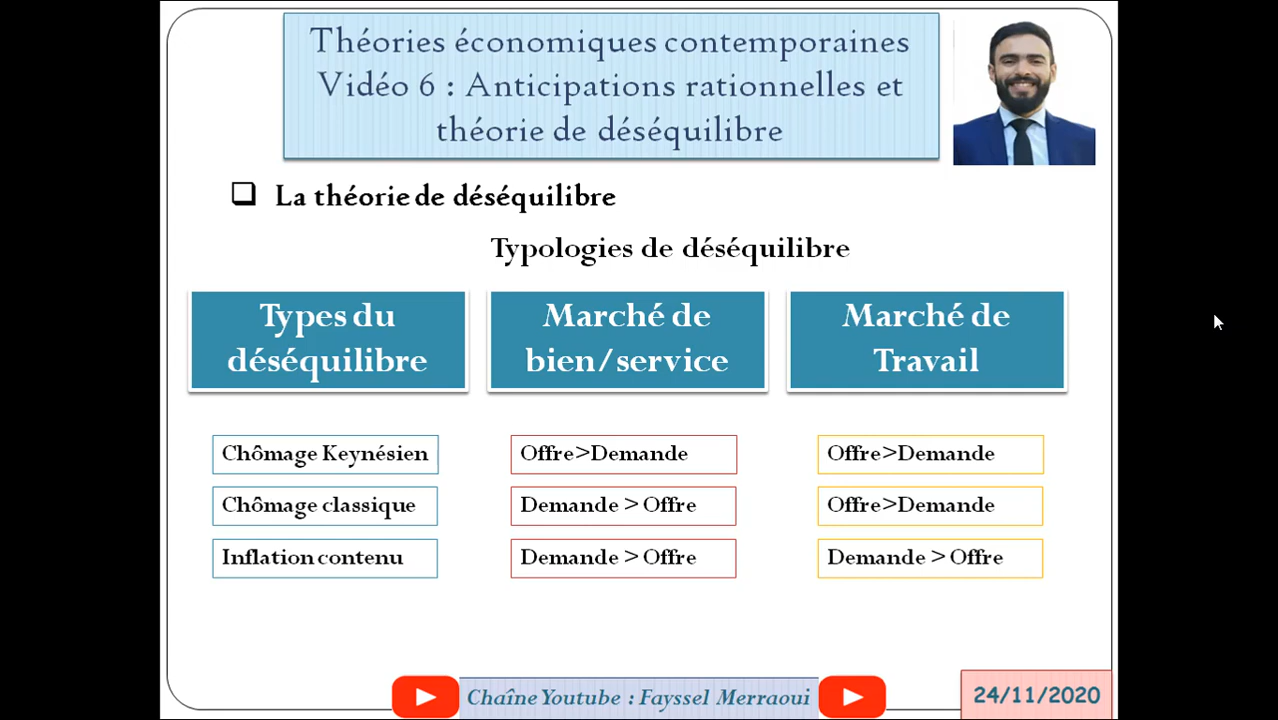 Théories économiques contemporaines
Vidéo 6 : Anticipations rationnelles et
théorie de déséquilibre
La théorie de déséquilibre
Typologies de déséquilibre
Types du
déséquilibre
Marché de
bien/service
Marché de
Travail
Chômage Keynésien
Offre>Demande
Offre>Demande
Chômage classique
Demande > Offre
Offre>Demande
Inflation contenu
Demande > Offre
Demande > Offre
Chaîne Youtube : Fayssel Merraoui
24/11/2020